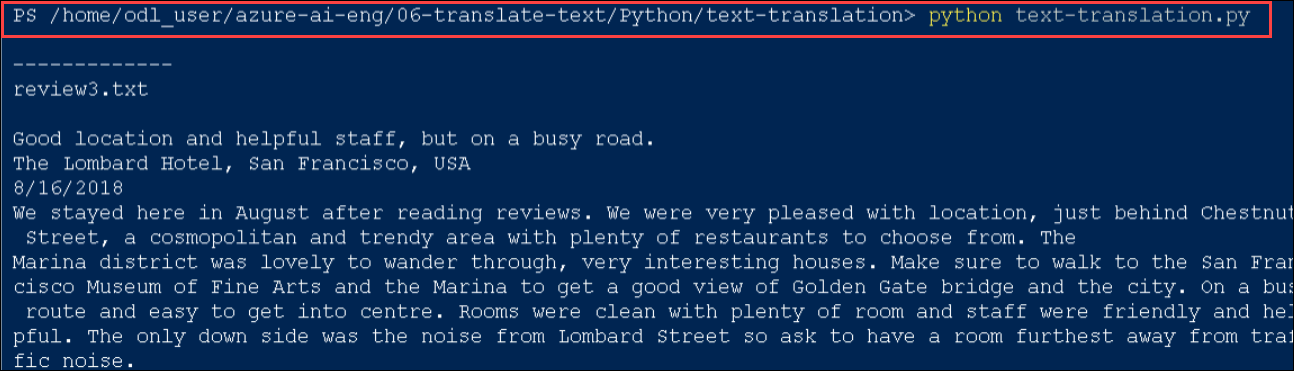 PS /home/odl_user/azure-ai-eng/06-translate-text/Python/text-translation> python text-translation.py
-------------
review3.txt
Good location and helpful staff, but on a busy road.
The Lombard Hotel, San Francisco, USA
8/16/2018
We stayed here in August after reading reviews. We were very pleased with location, just behind Chestnut
Street, a cosmopolitan and trendy area with plenty of restaurants to choose from. The
Marina district was lovely to wander through, very interesting houses. Make sure to walk to the San Fran
cisco Museum of Fine Arts and the Marina to get a good view of Golden Gate bridge and the city. On a bus
route and easy to get into centre. Rooms were clean with plenty of room and staff were friendly and hel
pful. The only down side was the noise from Lombard Street so ask to have a room furthest away from traf
fic noise.